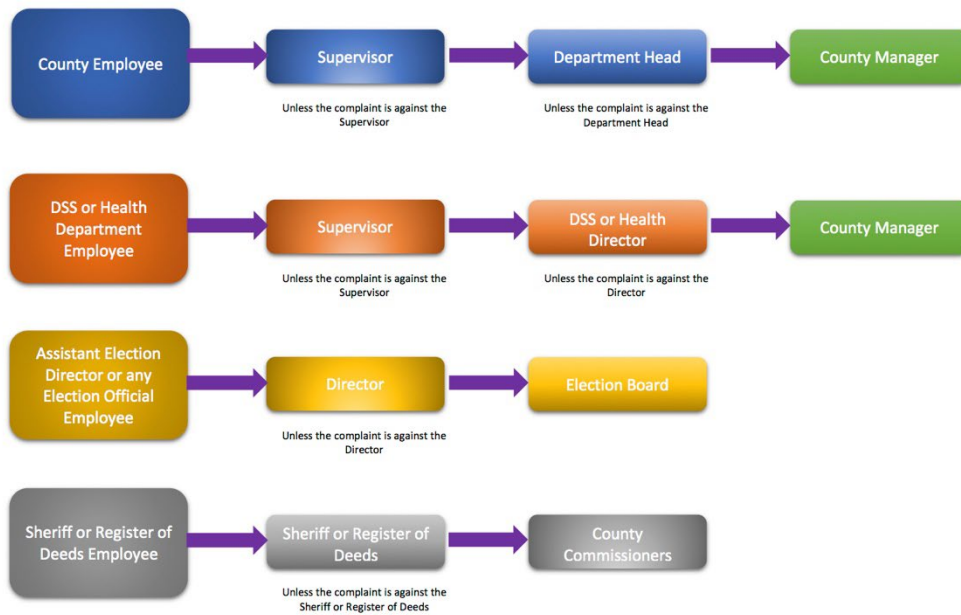 County Employee
Supervisor
Department Head
County Manager
Unless the complaint is against the
Supervisor
Unless the complaint is against the
Department Head
DSS or Health
Department
Employee
Supervisor
DSS or Health
Director
County Manager
Unless the complaint is against the
Supervisor
Unless the complaint is against the
Director
Assistant Election
Director or any
Election Official
Employee
Director
Election Board
Unless the complaint is against the
Director
Sheriff or Register of
Deeds Employee
Sheriff or Register of
Deeds
County
Commissioners
Unless the complaint is against the
Sheriff or Register of Deeds